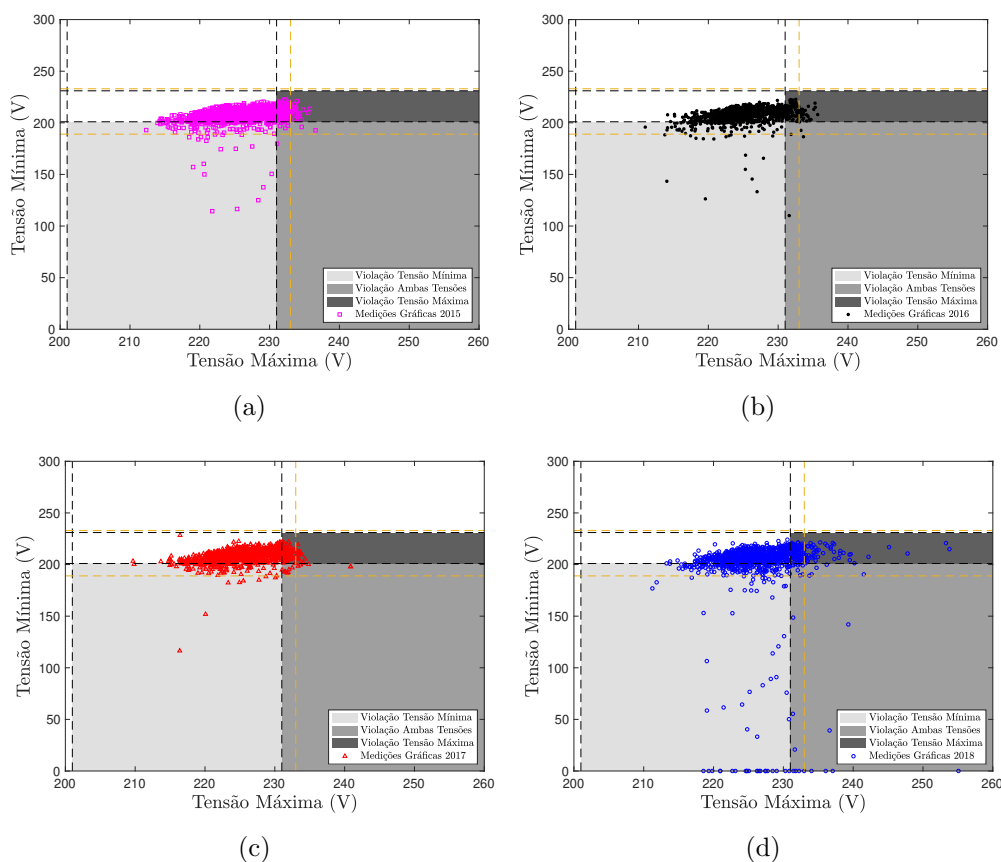 300
250
200
150
100
50
0
Tensão Mínima (V)
Violação Tensão Mínima
Violação Ambas Tensões
Violação Tensão Máxima
Medições Gráficas 2015
200 210 220 230 240 250 260
Tensão Máxima (V)
(a)
300
250
200
150
100
50
0
Tensão Mínima (V)
Violação Tensão Mínima
Violação Ambas Tensões
Violação Tensão Máxima
Medições Gráficas 2016
200 210 220 230 240 250 260
Tensão Máxima (V)
(b)
300
250
200
150
100
50
0
Tensão Mínima (V)
Violação Tensão Mínima
Violação Ambas Tensões
Violação Tensão Máxima
Medições Gráficas 2017
200 210 220 230 240 250 260
Tensão Máxima (V)
(c)
300
250
200
150
100
50
0
Tensão Mínima (V)
Violação Tensão Mínima
Violação Ambas Tensões
Violação Tensão Máxima
Medições Gráficas 2018
200 210 220 230 240 250 260
Tensão Máxima (V)
(d)